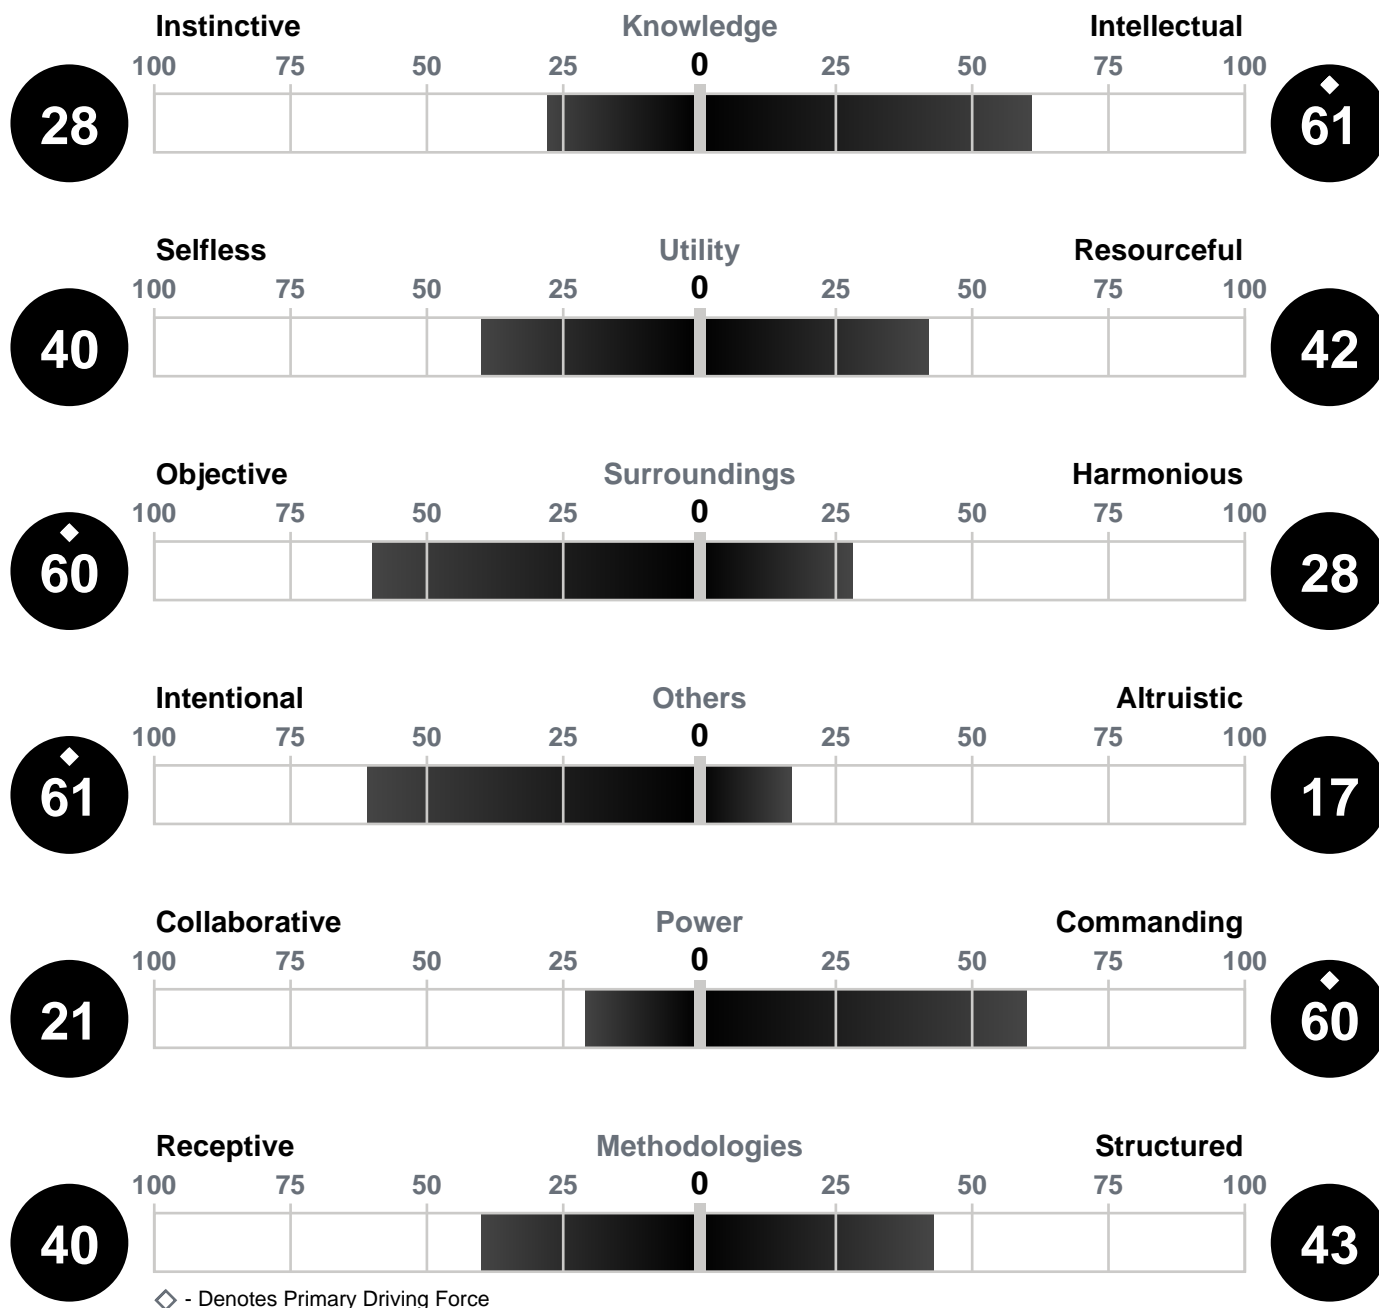 Instinctive Knowledge Intellectual
100 75 50 25 0 25 50 75 100
28 61
Selfless Utility Resourceful
100 75 50 25 0 25 50 75 100
40 42
Objective Surroundings Harmonious
100 75 50 25 0 25 50 75 100
60 28
Intentional Others Altruistic
100 75 50 25 0 25 50 75 100
61 17
Collaborative Power Commanding
100 75 50 25 0 25 50 75 100
21 60
Receptive Methodologies Structured
100 75 50 25 0 25 50 75 100
40 43
- Denotes Primary Driving Force